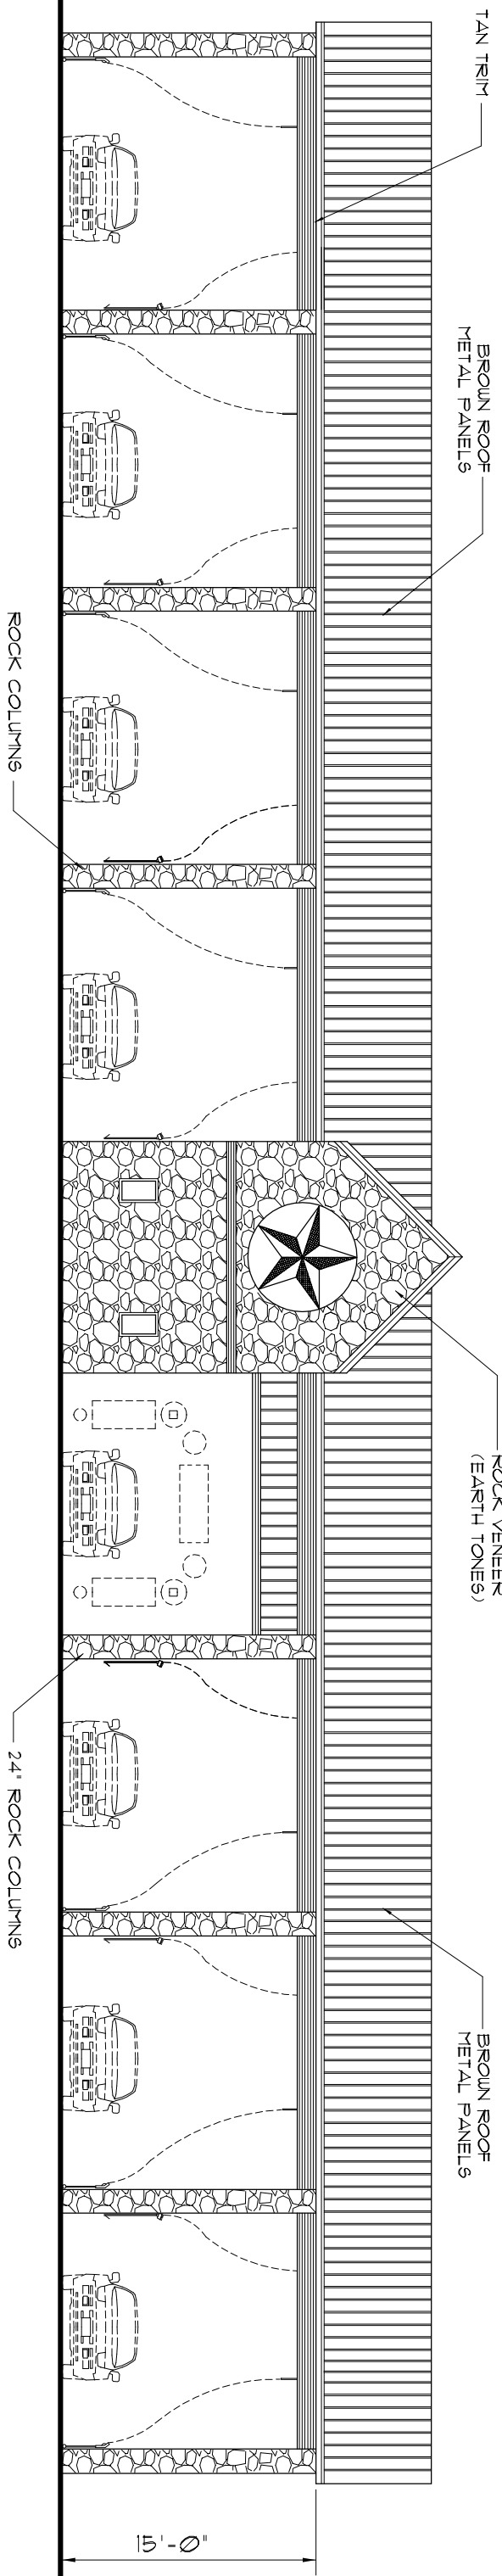 TAN TRIM
BROWN ROOF
METAL PANELS
ROCK COLUMNS
ROCK VENEER
(EARTH TONES)
24" ROCK COLUMNS
BROWN ROOF
METAL PANELS
15'-0"